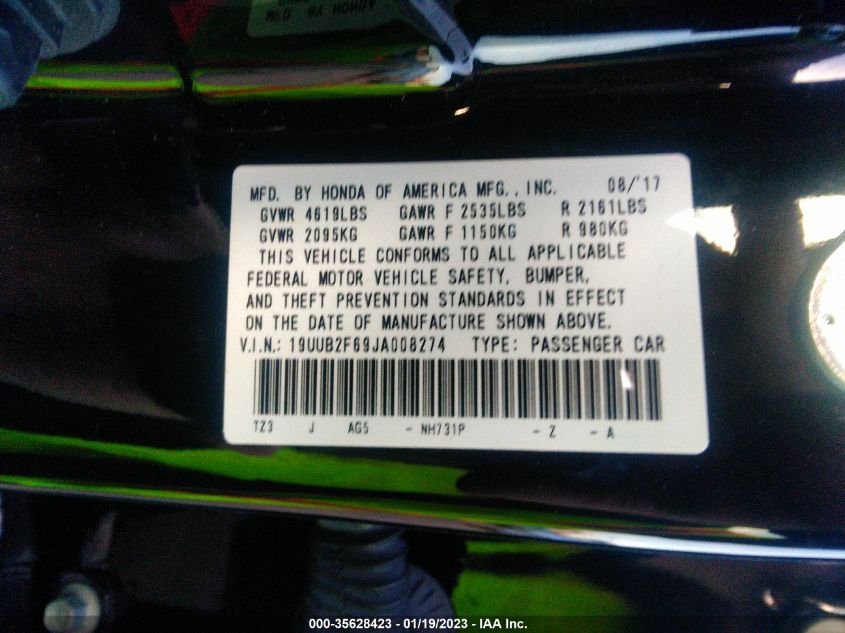 MFD. BY HONDA OF AMERICA MFG., INC. 08/'17
GVWR 4619LBS GAWR F 2535LBS R 2161LBS
GVWR 2095KG GAWR F 1150KG R 980KG
THIS VEHICLE CONFORMS TO ALL APPLICABLE
FEDERAL MOTOR VEHICLE SAFETY, BUMPER,
AND THEFT PREVENTION STANDARDS IN EFFECT
ON THE DATE OF MANUFACTURE SHOWN ABOVE.
V.I.N.: 19UUB2F69JA008274 TYPE: PASSENGER CAR
TZ3 J AG5 - NH731P - Z - A
000-35628423 - 01/19/2023 - IAA Inc.